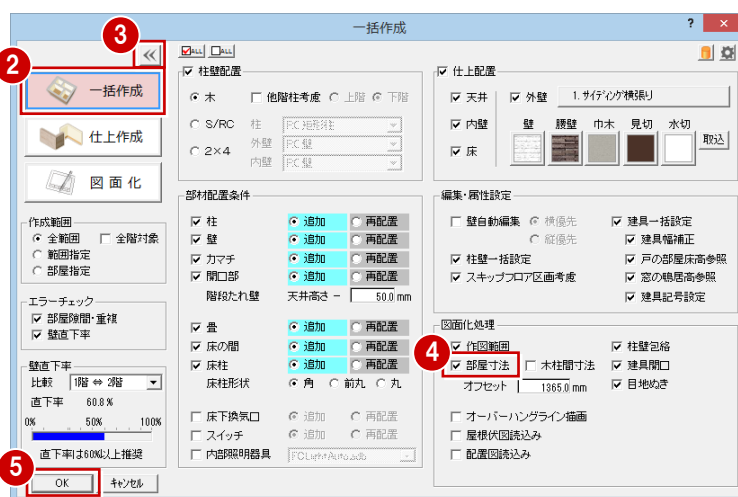 一括作成
? ×
3
2
≪
一括作成
仕上作成
図面化
作成範囲
全範囲 全階対象
範囲指定
部屋指定
エラーチェック
部屋隙間・重複
壁直下率
壁直下率
比較 1階 ⇔ 2階
直下率 60.8 %
0% 50% 100%
直下率は60%以上推奨
5
OK キャンセル
ALL ALL
柱壁配置
木 他階柱考慮 上階 下階
S/RC 柱 RC 矩形柱
外壁 RC 壁
2×4
内壁 RC 壁
部材配置条件
柱 追加 再配置
壁 追加 再配置
カマチ 追加 再配置
開口部 追加 再配置
階段たれ壁 天井高さ − 50.0 mm
畳 追加 再配置
床の間 追加 再配置
床柱 追加 再配置
床柱形状 角 前丸 丸
床下換気口 追加 再配置
スイッチ 追加 再配置
内部照明器具 FCLightAuto.adb
仕上配置
天井 外壁 1. サイディング横張り
内壁 壁 腰壁 巾木 見切 水切
床 取込
編集・属性設定
壁自動編集 横優先 建具一括設定
縦優先 建具幅補正
柱壁一括設定 戸の部屋床高参照
スキップフロア区画考慮 窓の鴨居高参照
建具記号設定
図面化処理
作図範囲 柱壁包絡
4
部屋寸法 木柱間寸法 建具開口
オフセット 1365.0 mm 目地ぬき
オーバーハングライン描画
屋根伏図読込み
配置図読込み